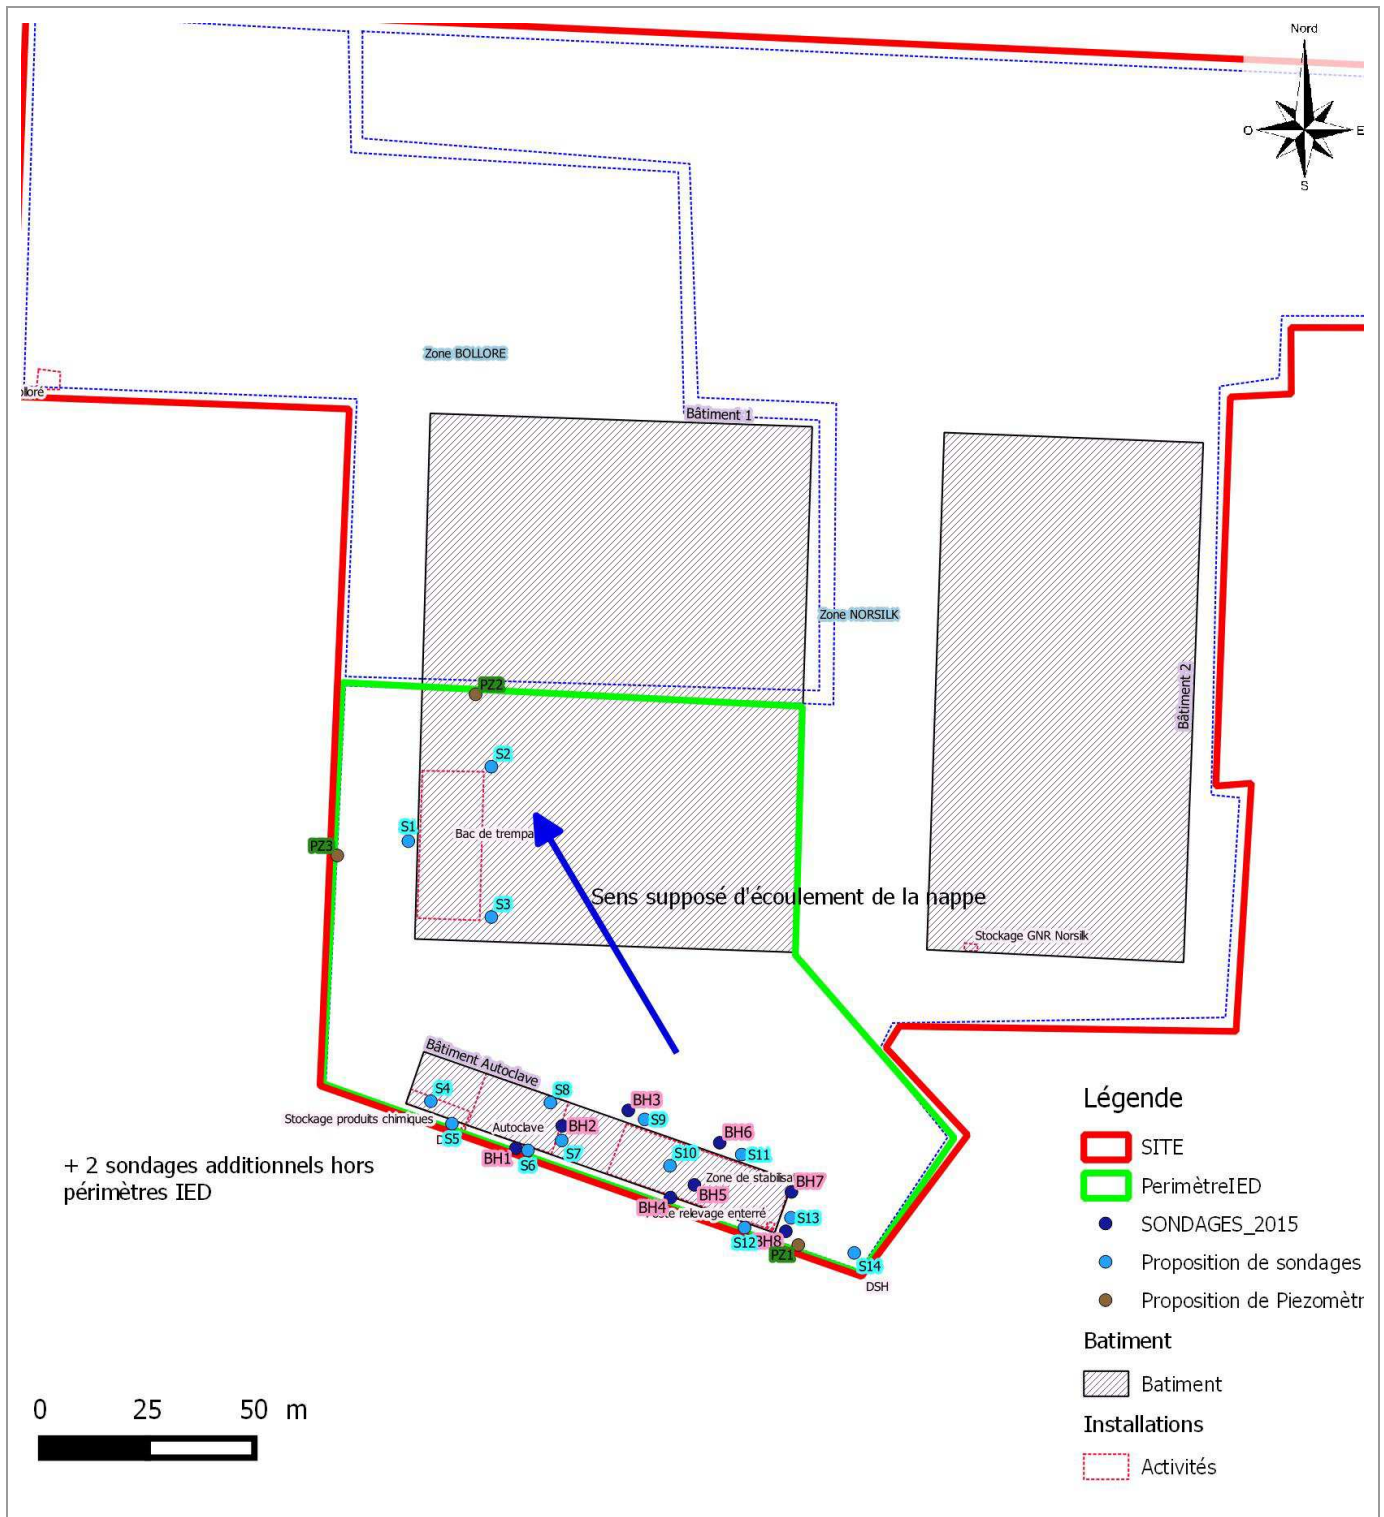 Nord
O
E
S
Zone BOLLORE
Bâtiment 1
Zone NORSILK
Bâtiment 2
PZ2
S2
S1
Bac de trempa
PZ3
S3
Sens supposé d'écoulement de la nappe
Stockage GNR Norsilk
Bâtiment Autoclave
S4
S8
BH3
S9
Stockage produits chimiques
S5
Autoclave
BH2
BH6
S7
BH1
S6
S10
S11
Zone de stabilisa
BH7
BH5
BH4
relevage enterré
S13
S12
BH8
PZ1
S14
DSH
+ 2 sondages additionnels hors
périmètres IED
0 25 50 m
Légende
SITE
PerimètreIED
SONDAGES_2015
Proposition de sondages
Proposition de Piezomètr
Batiment
Batiment
Installations
Activités